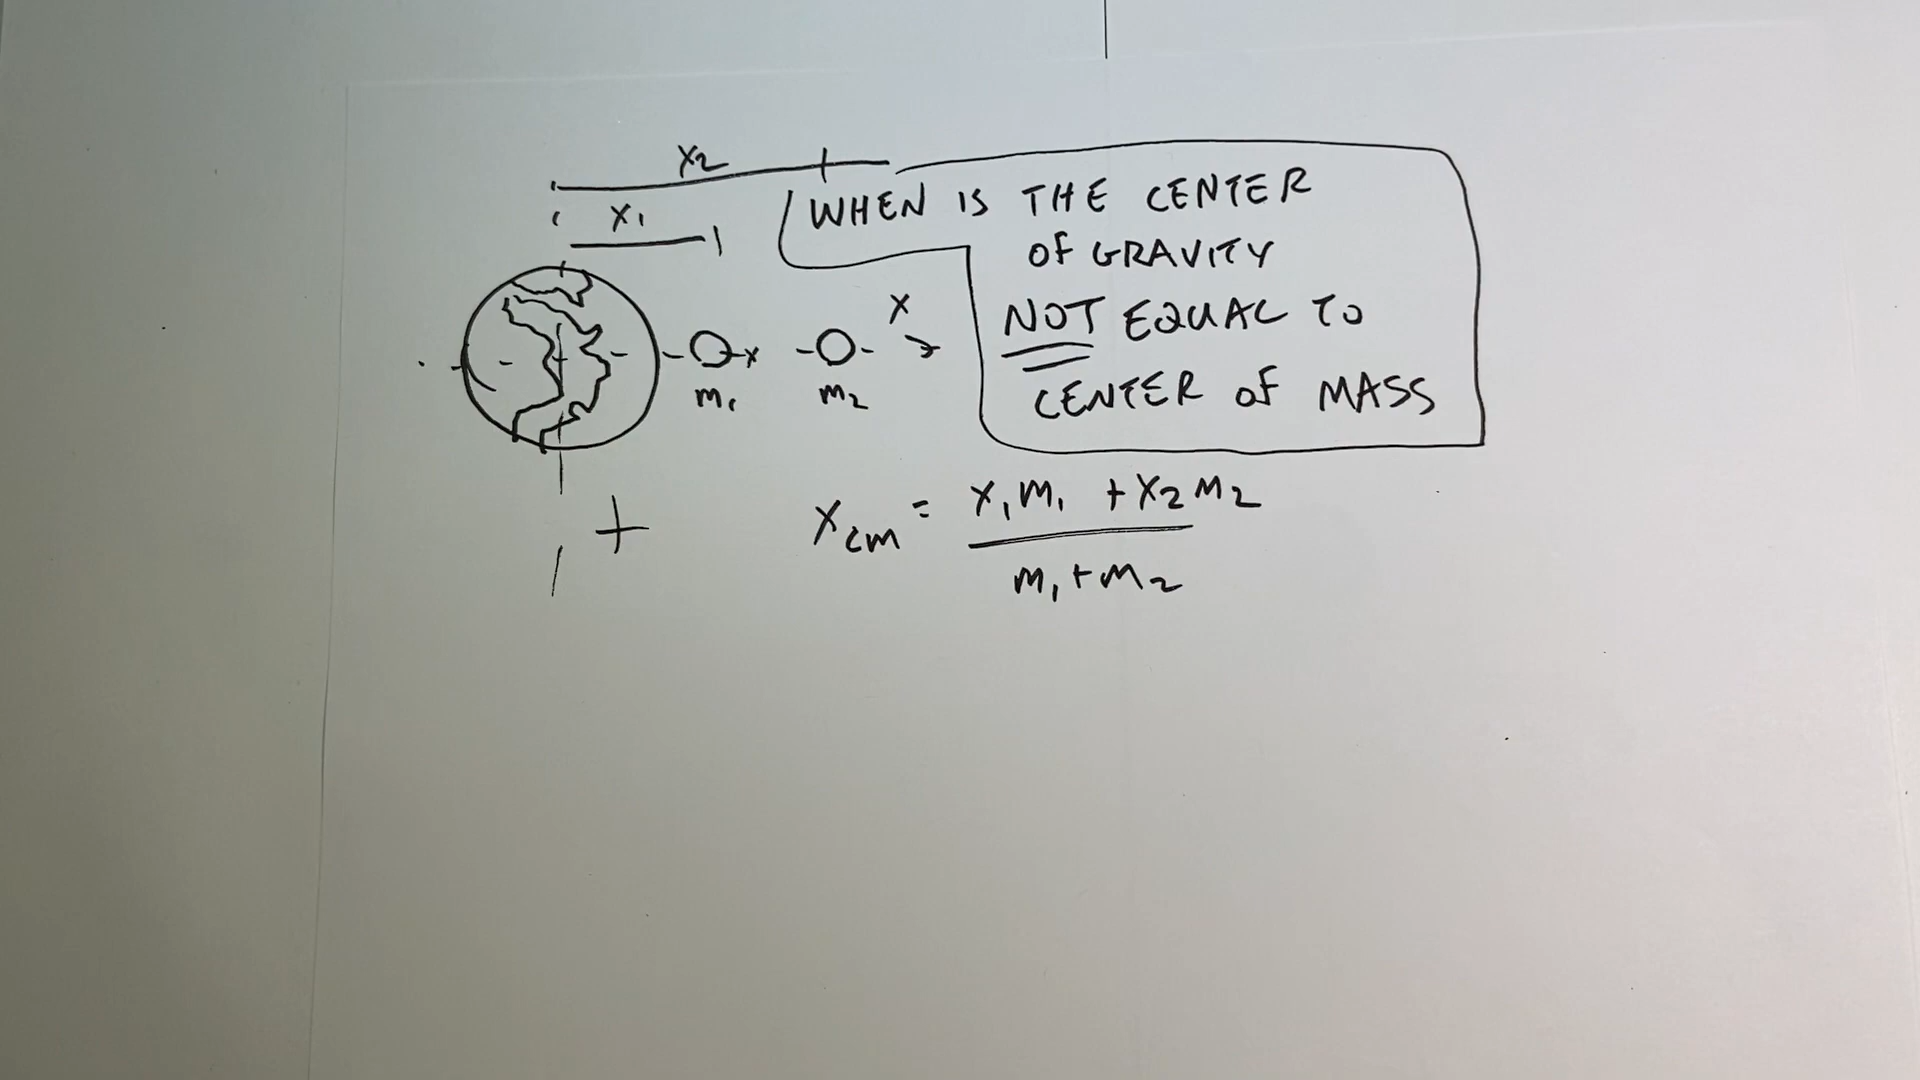 X2
X1
WHEN IS THE CENTER
OF GRAVITY
NOT EQUAL TO
CENTER OF MASS
X
x
m1
m2
+
Xcm = X1m1 + X2m2
m1 + m2